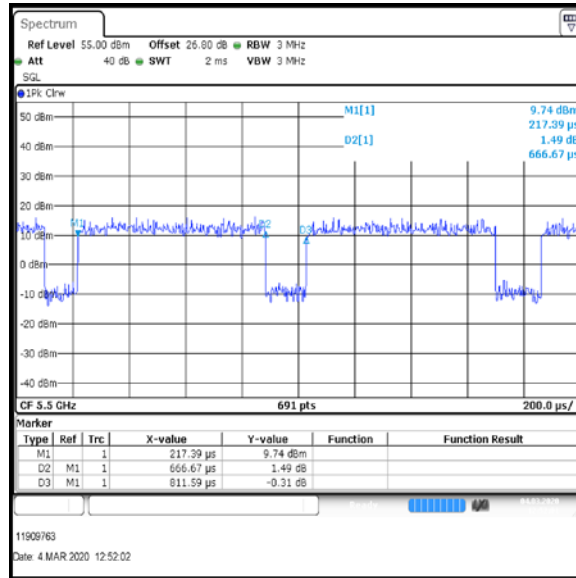 Spectrum
Ref Level 55.00 dBm Offset 26.80 dB RBW 3 MHz
Att 40 dB SWT 2 ms VBW 3 MHz
SGL
1Pk Clrw
M1[1] 9.74 dBm
217.39 µs
D2[1] 1.49 dB
666.67 µs
50 dBm
40 dBm
30 dBm
20 dBm
M1 D2 D3
10 dBm
0 dBm
-10 dBm
-20 dBm
-30 dBm
-40 dBm
CF 5.5 GHz 691 pts 200.0 µs/
Marker
Type Ref Trc X-value Y-value Function Function Result
M1 1 217.39 µs 9.74 dBm
D2 M1 1 666.67 µs 1.49 dB
D3 M1 1 811.59 µs -0.31 dB
11909763
Date: 4.MAR.2020 12:52:02